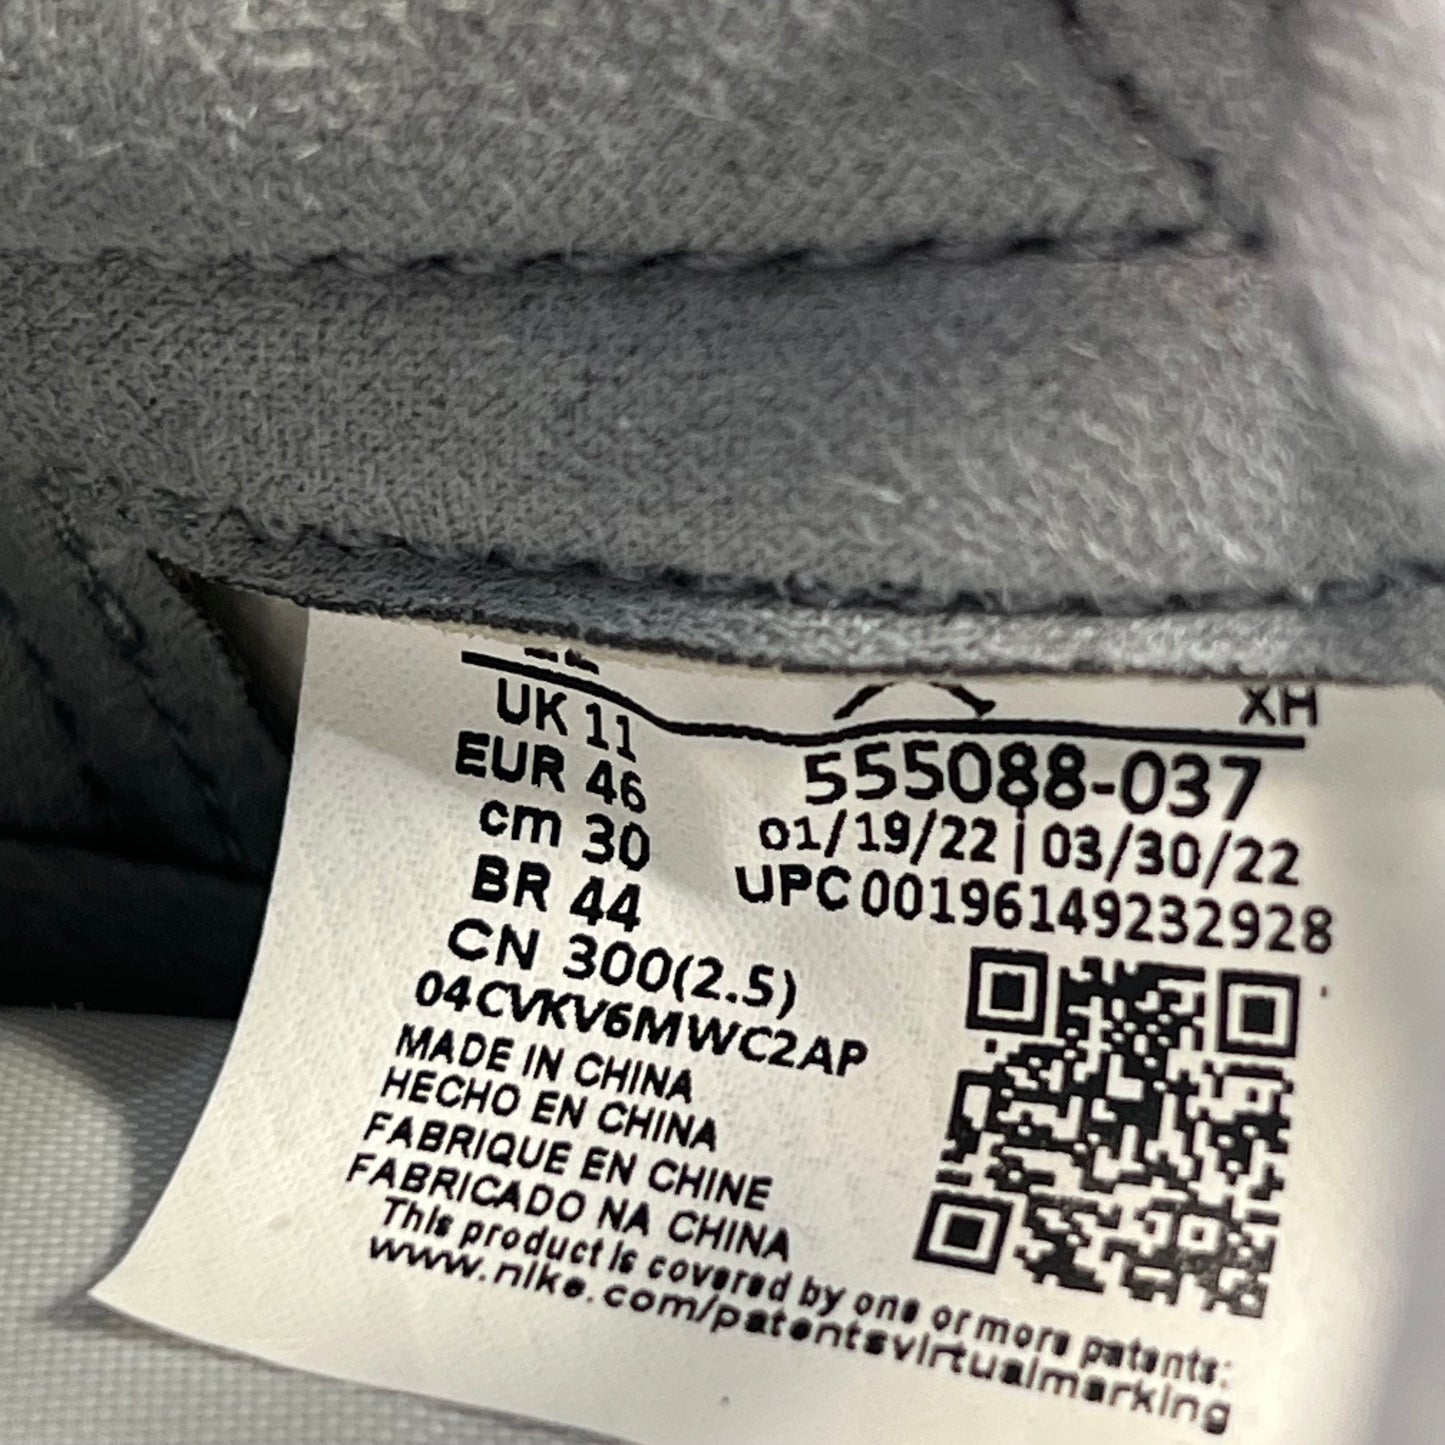 XH
UK 11
EUR 46
cm 30
BR 44
CN 300(2.5)
555088-037
01/19/22 | 03/30/22
UPC 00196149232928
04CVKV6MWC2AP
MADE IN CHINA
HECHO EN CHINA
FABRIQUE EN CHINE
FABRICADO NA CHINA
This product is covered by one or more patents:
www.nike.com/patentsvirtualmarking